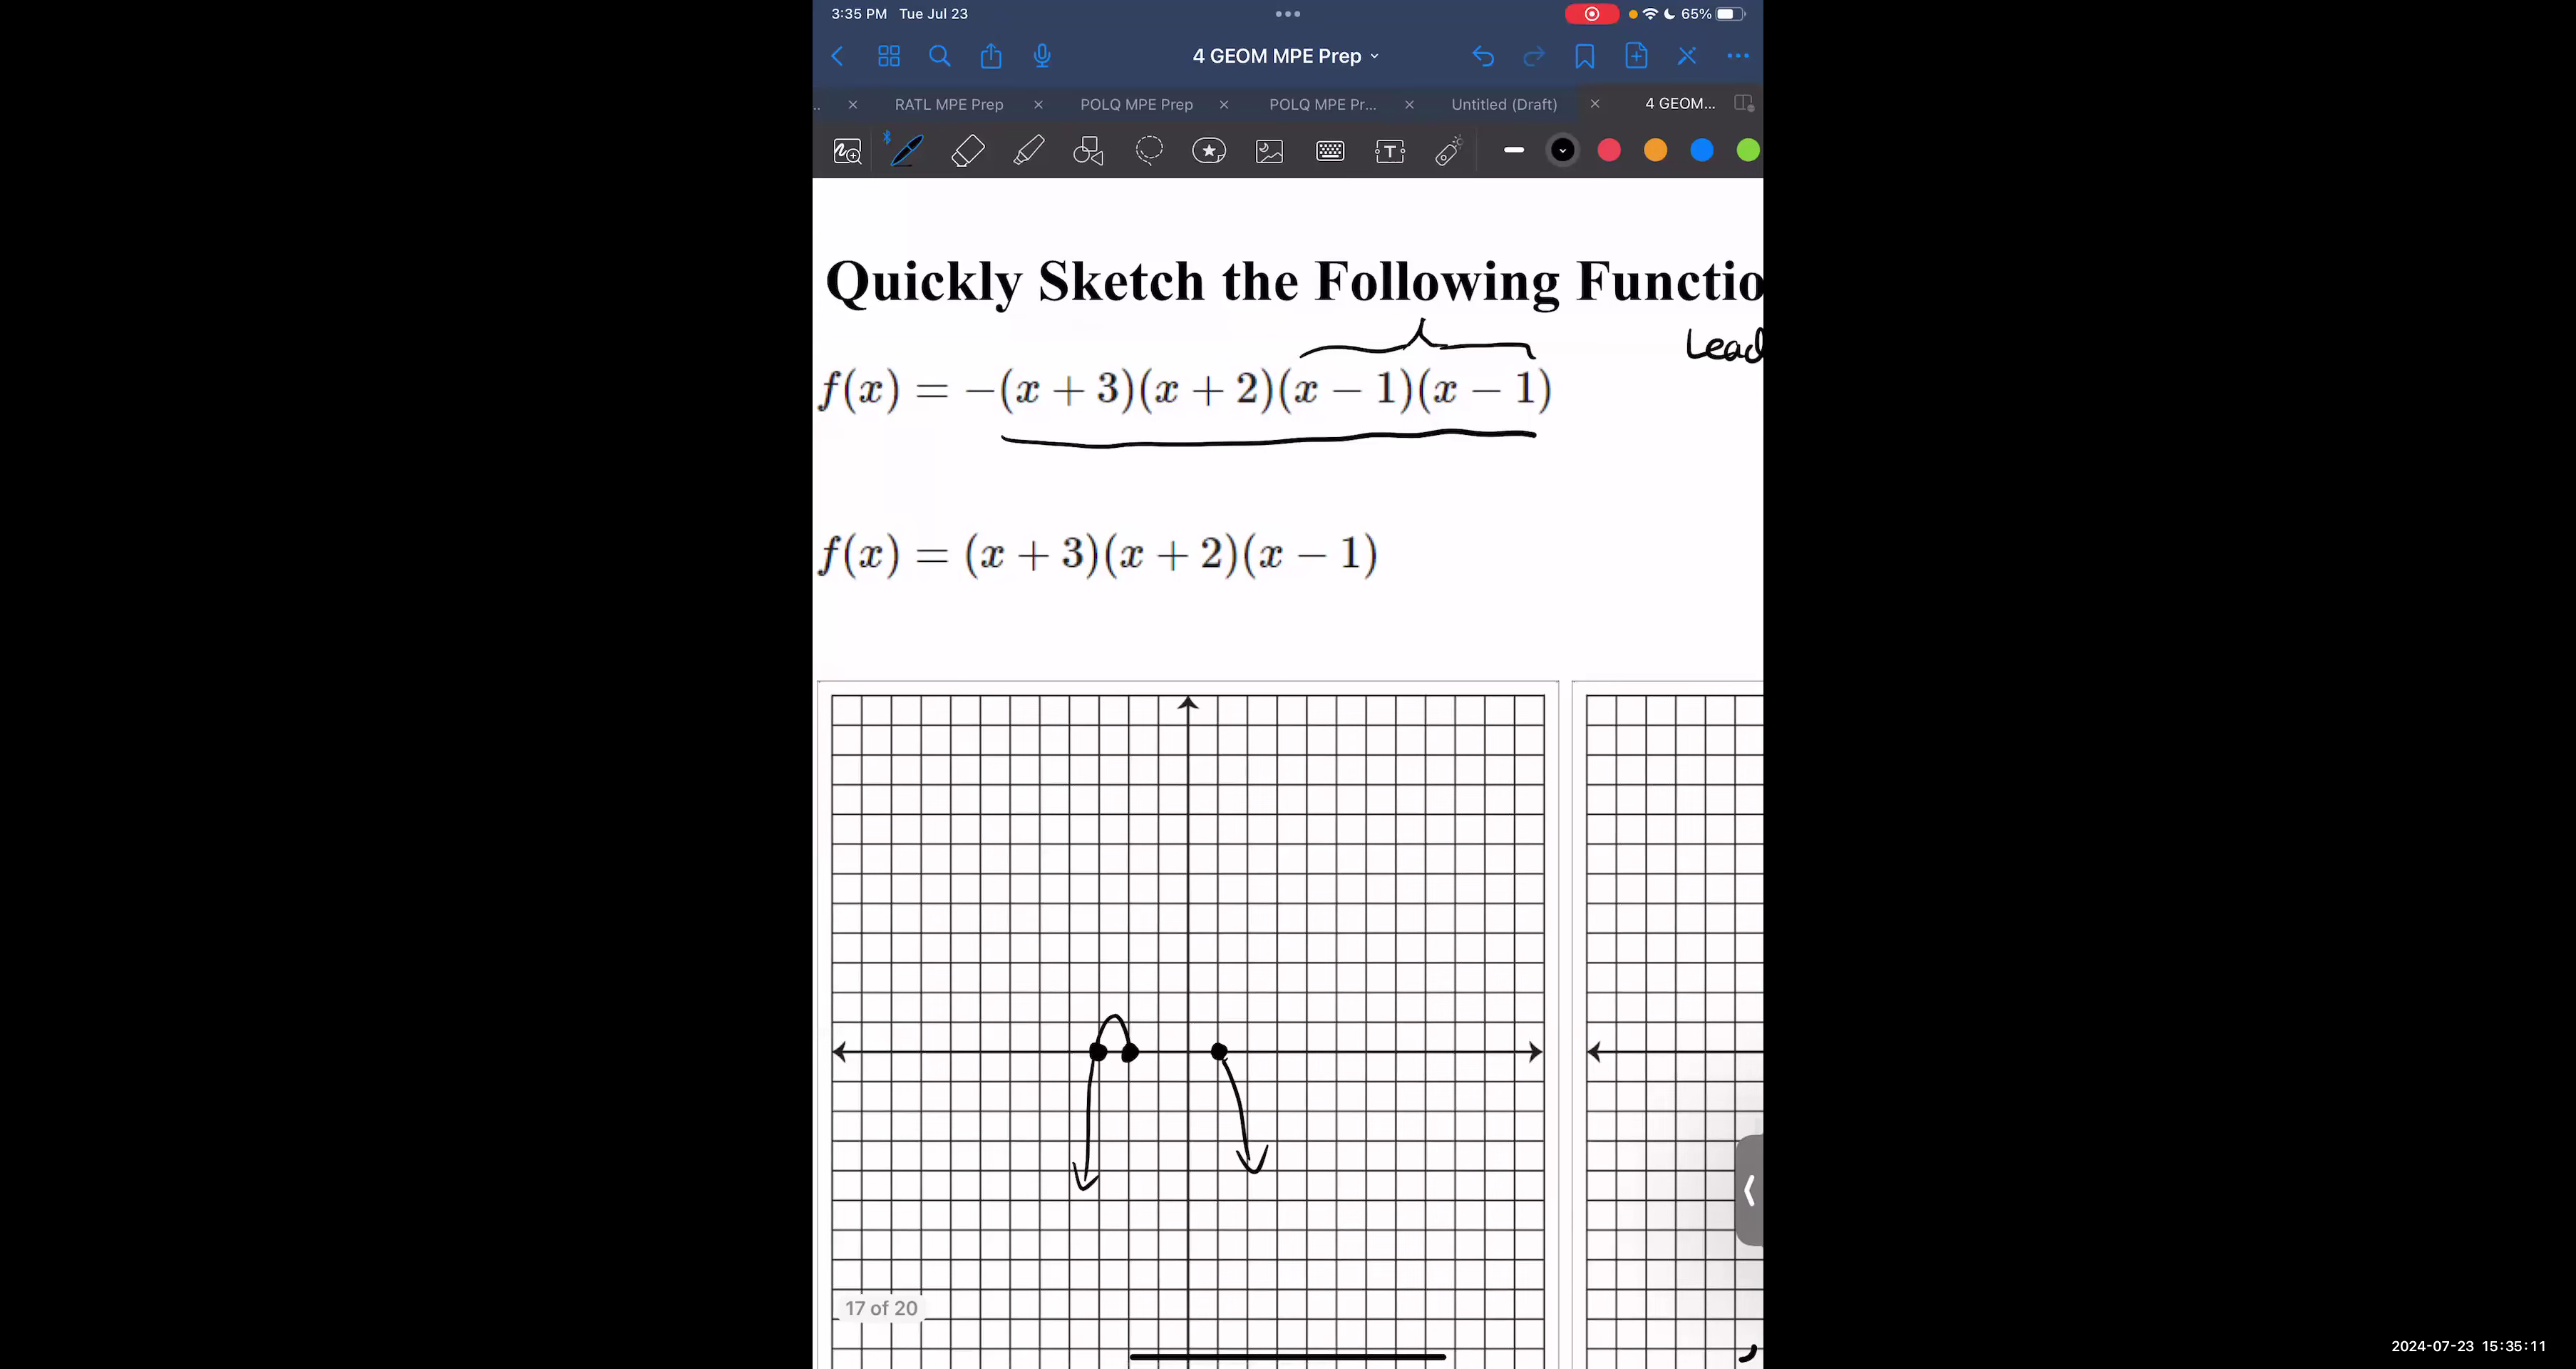 3:35 PM Tue Jul 23
65%
4 GEOM MPE Prep
.. RATL MPE Prep POLQ MPE Prep POLQ MPE Pr... Untitled (Draft) 4 GEOM...
T
Quickly Sketch the Following Functio
Lead
f(x) = −(x + 3)(x + 2)(x − 1)(x − 1)
f(x) = (x + 3)(x + 2)(x − 1)
17 of 20
2024-07-23 15:35:11